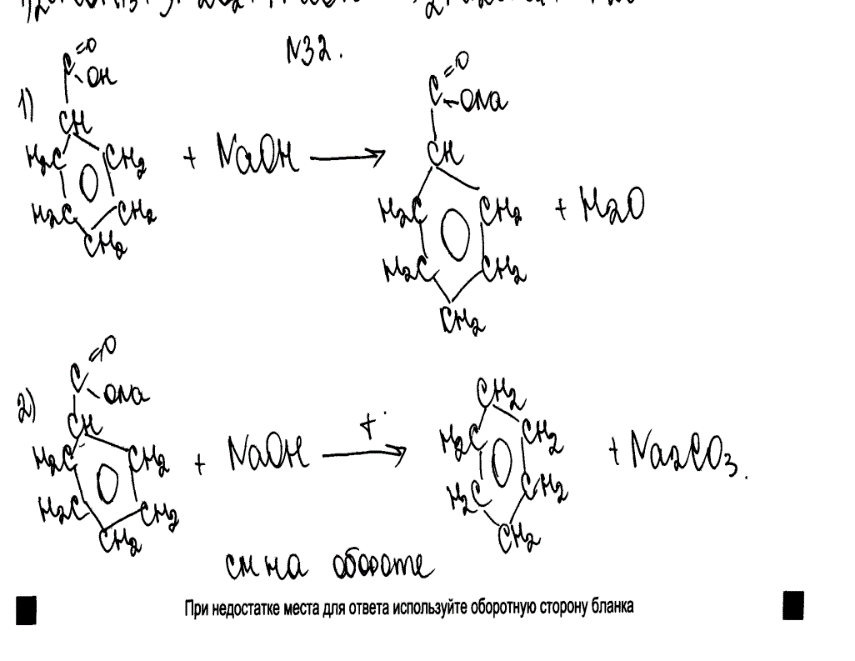 N32.
1) C=O
OH
CH
H2C CH2
H2C CH2
CH2
+ NaOH →
C=O
ONa
CH
H2C CH2
H2C CH2
CH2
+ H2O
2) C=O
ONa
CH
H2C CH2
H2C CH2
CH2
+ NaOH → t°
CH2
H2C CH2
H2C CH2
CH2
+ Na2CO3.
см на обороте
При недостатке места для ответа используйте оборотную сторону бланка